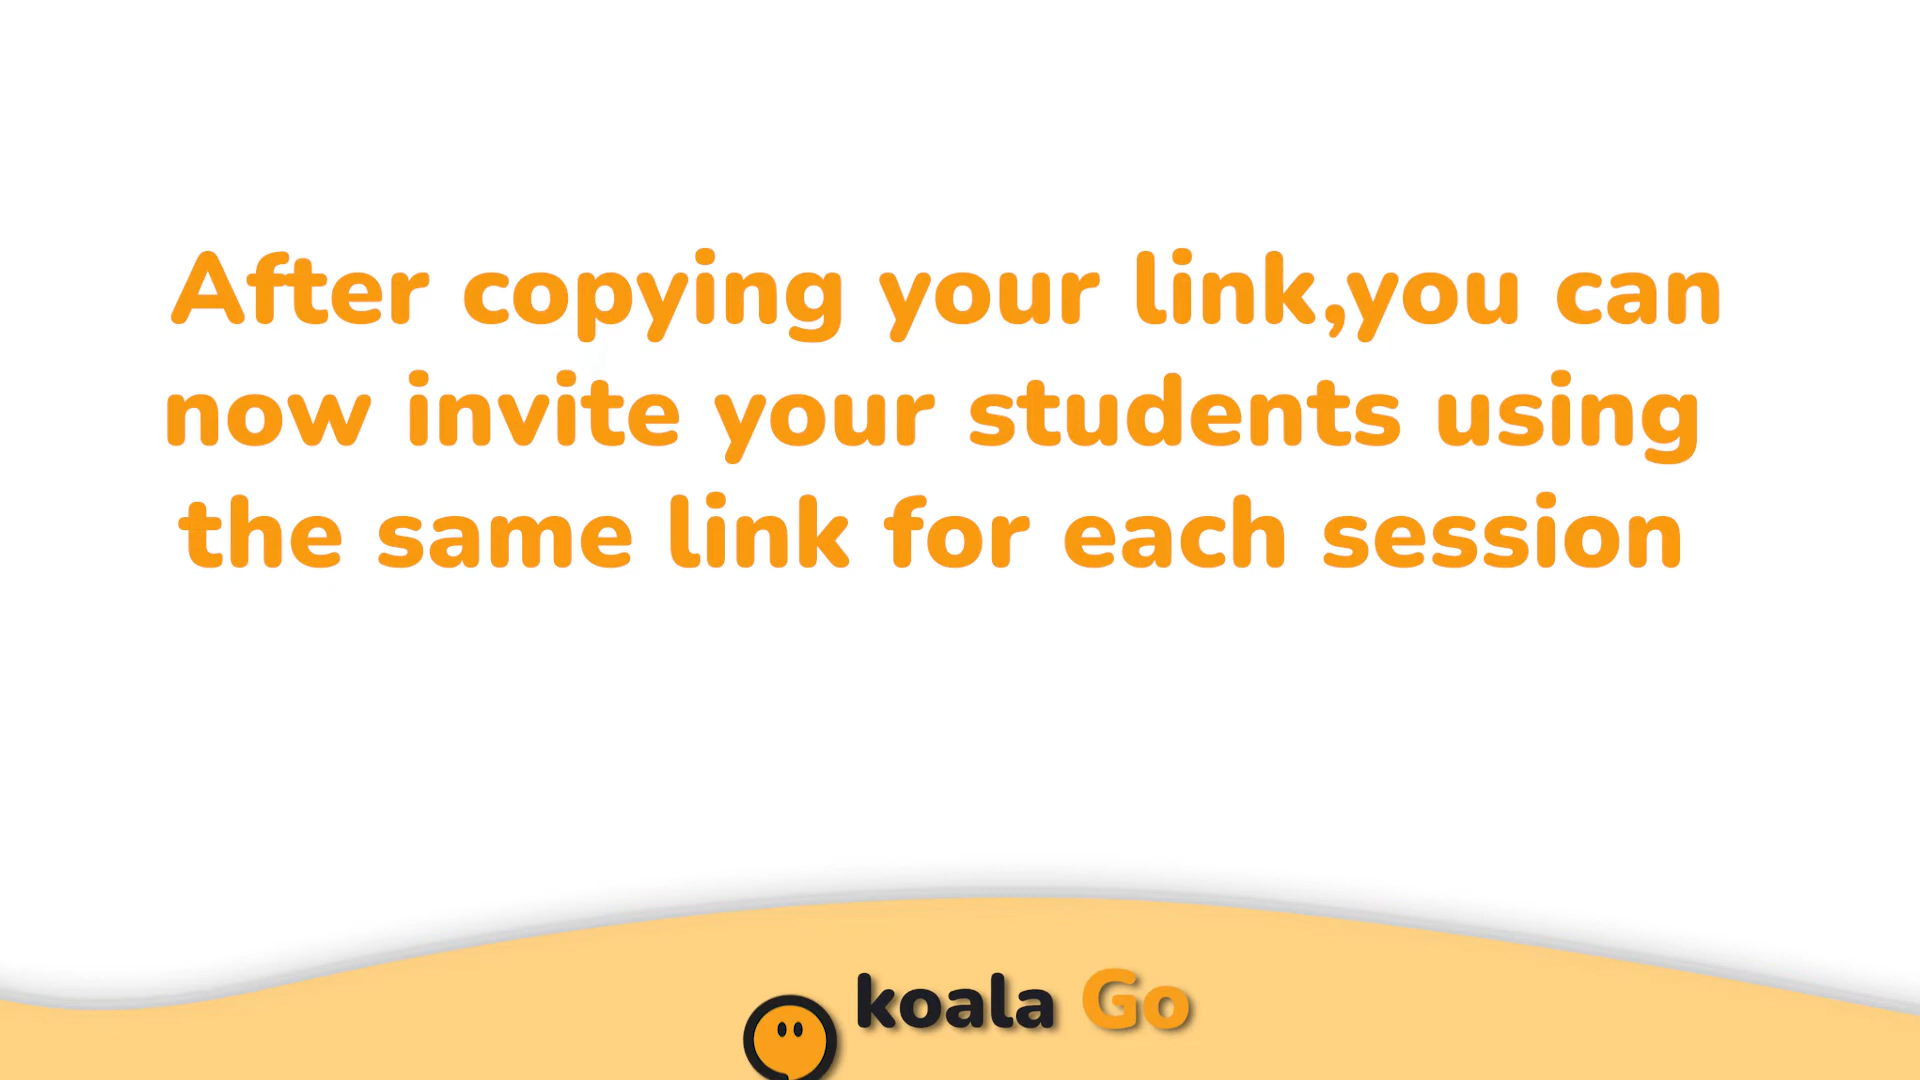 After copying your link,you can
now invite your students using
the same link for each session
koala Go